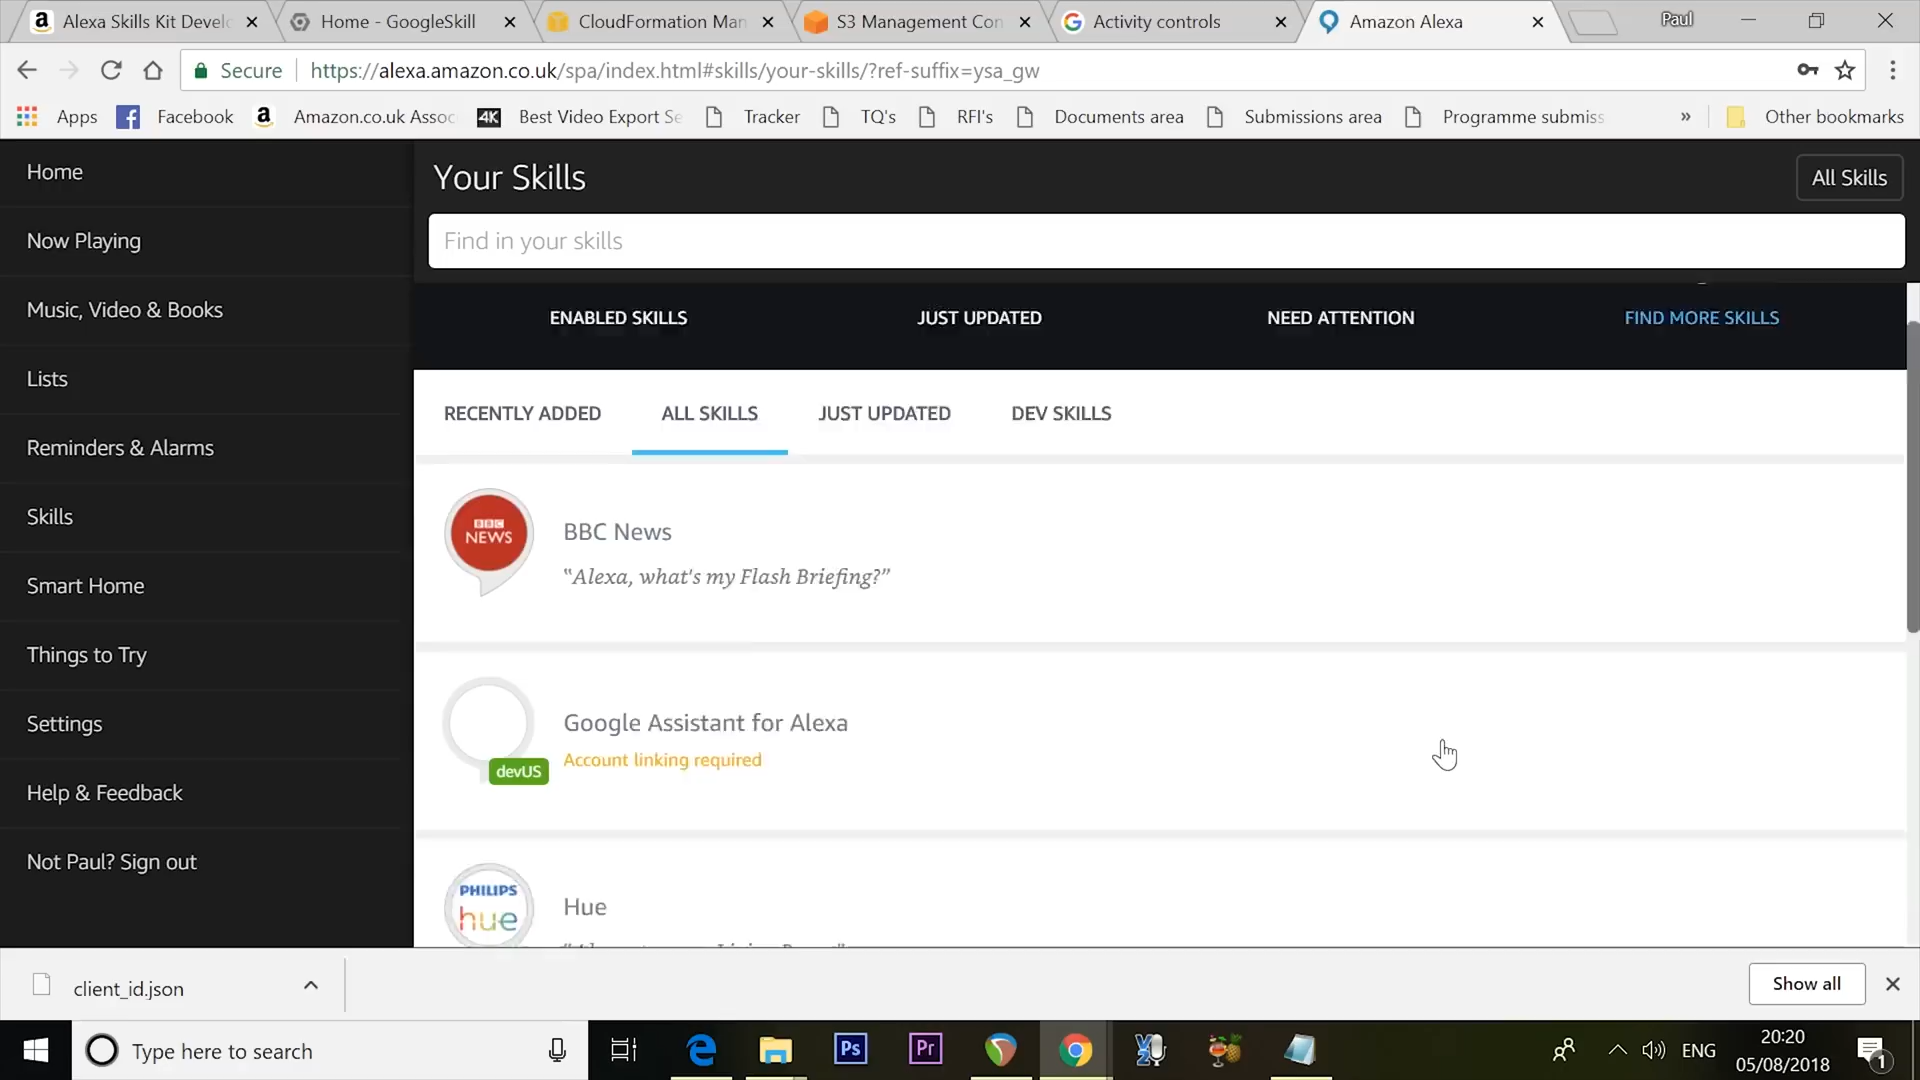 Alexa Skills Kit Devel
Home - GoogleSkill
CloudFormation Man
S3 Management Con
Activity controls
Amazon Alexa
Paul
Secure
https://alexa.amazon.co.uk/spa/index.html#skills/your-skills/?ref-suffix=ysa_gw
Apps
Facebook
Amazon.co.uk Assoc
4K
Best Video Export Se
Tracker
TQ's
RFI's
Documents area
Submissions area
Programme submiss
»
Other bookmarks
Home
Now Playing
Music, Video & Books
Lists
Reminders & Alarms
Skills
Smart Home
Things to Try
Settings
Help & Feedback
Not Paul? Sign out
Your Skills
All Skills
Find in your skills
ENABLED SKILLS
JUST UPDATED
NEED ATTENTION
FIND MORE SKILLS
RECENTLY ADDED
ALL SKILLS
JUST UPDATED
DEV SKILLS
BBC
NEWS
BBC News
“Alexa, what's my Flash Briefing?”
devUS
Google Assistant for Alexa
Account linking required
PHILIPS
hue
Hue
client_id.json
Show all
Type here to search
Ps
Pr
ENG
20:20
05/08/2018
1